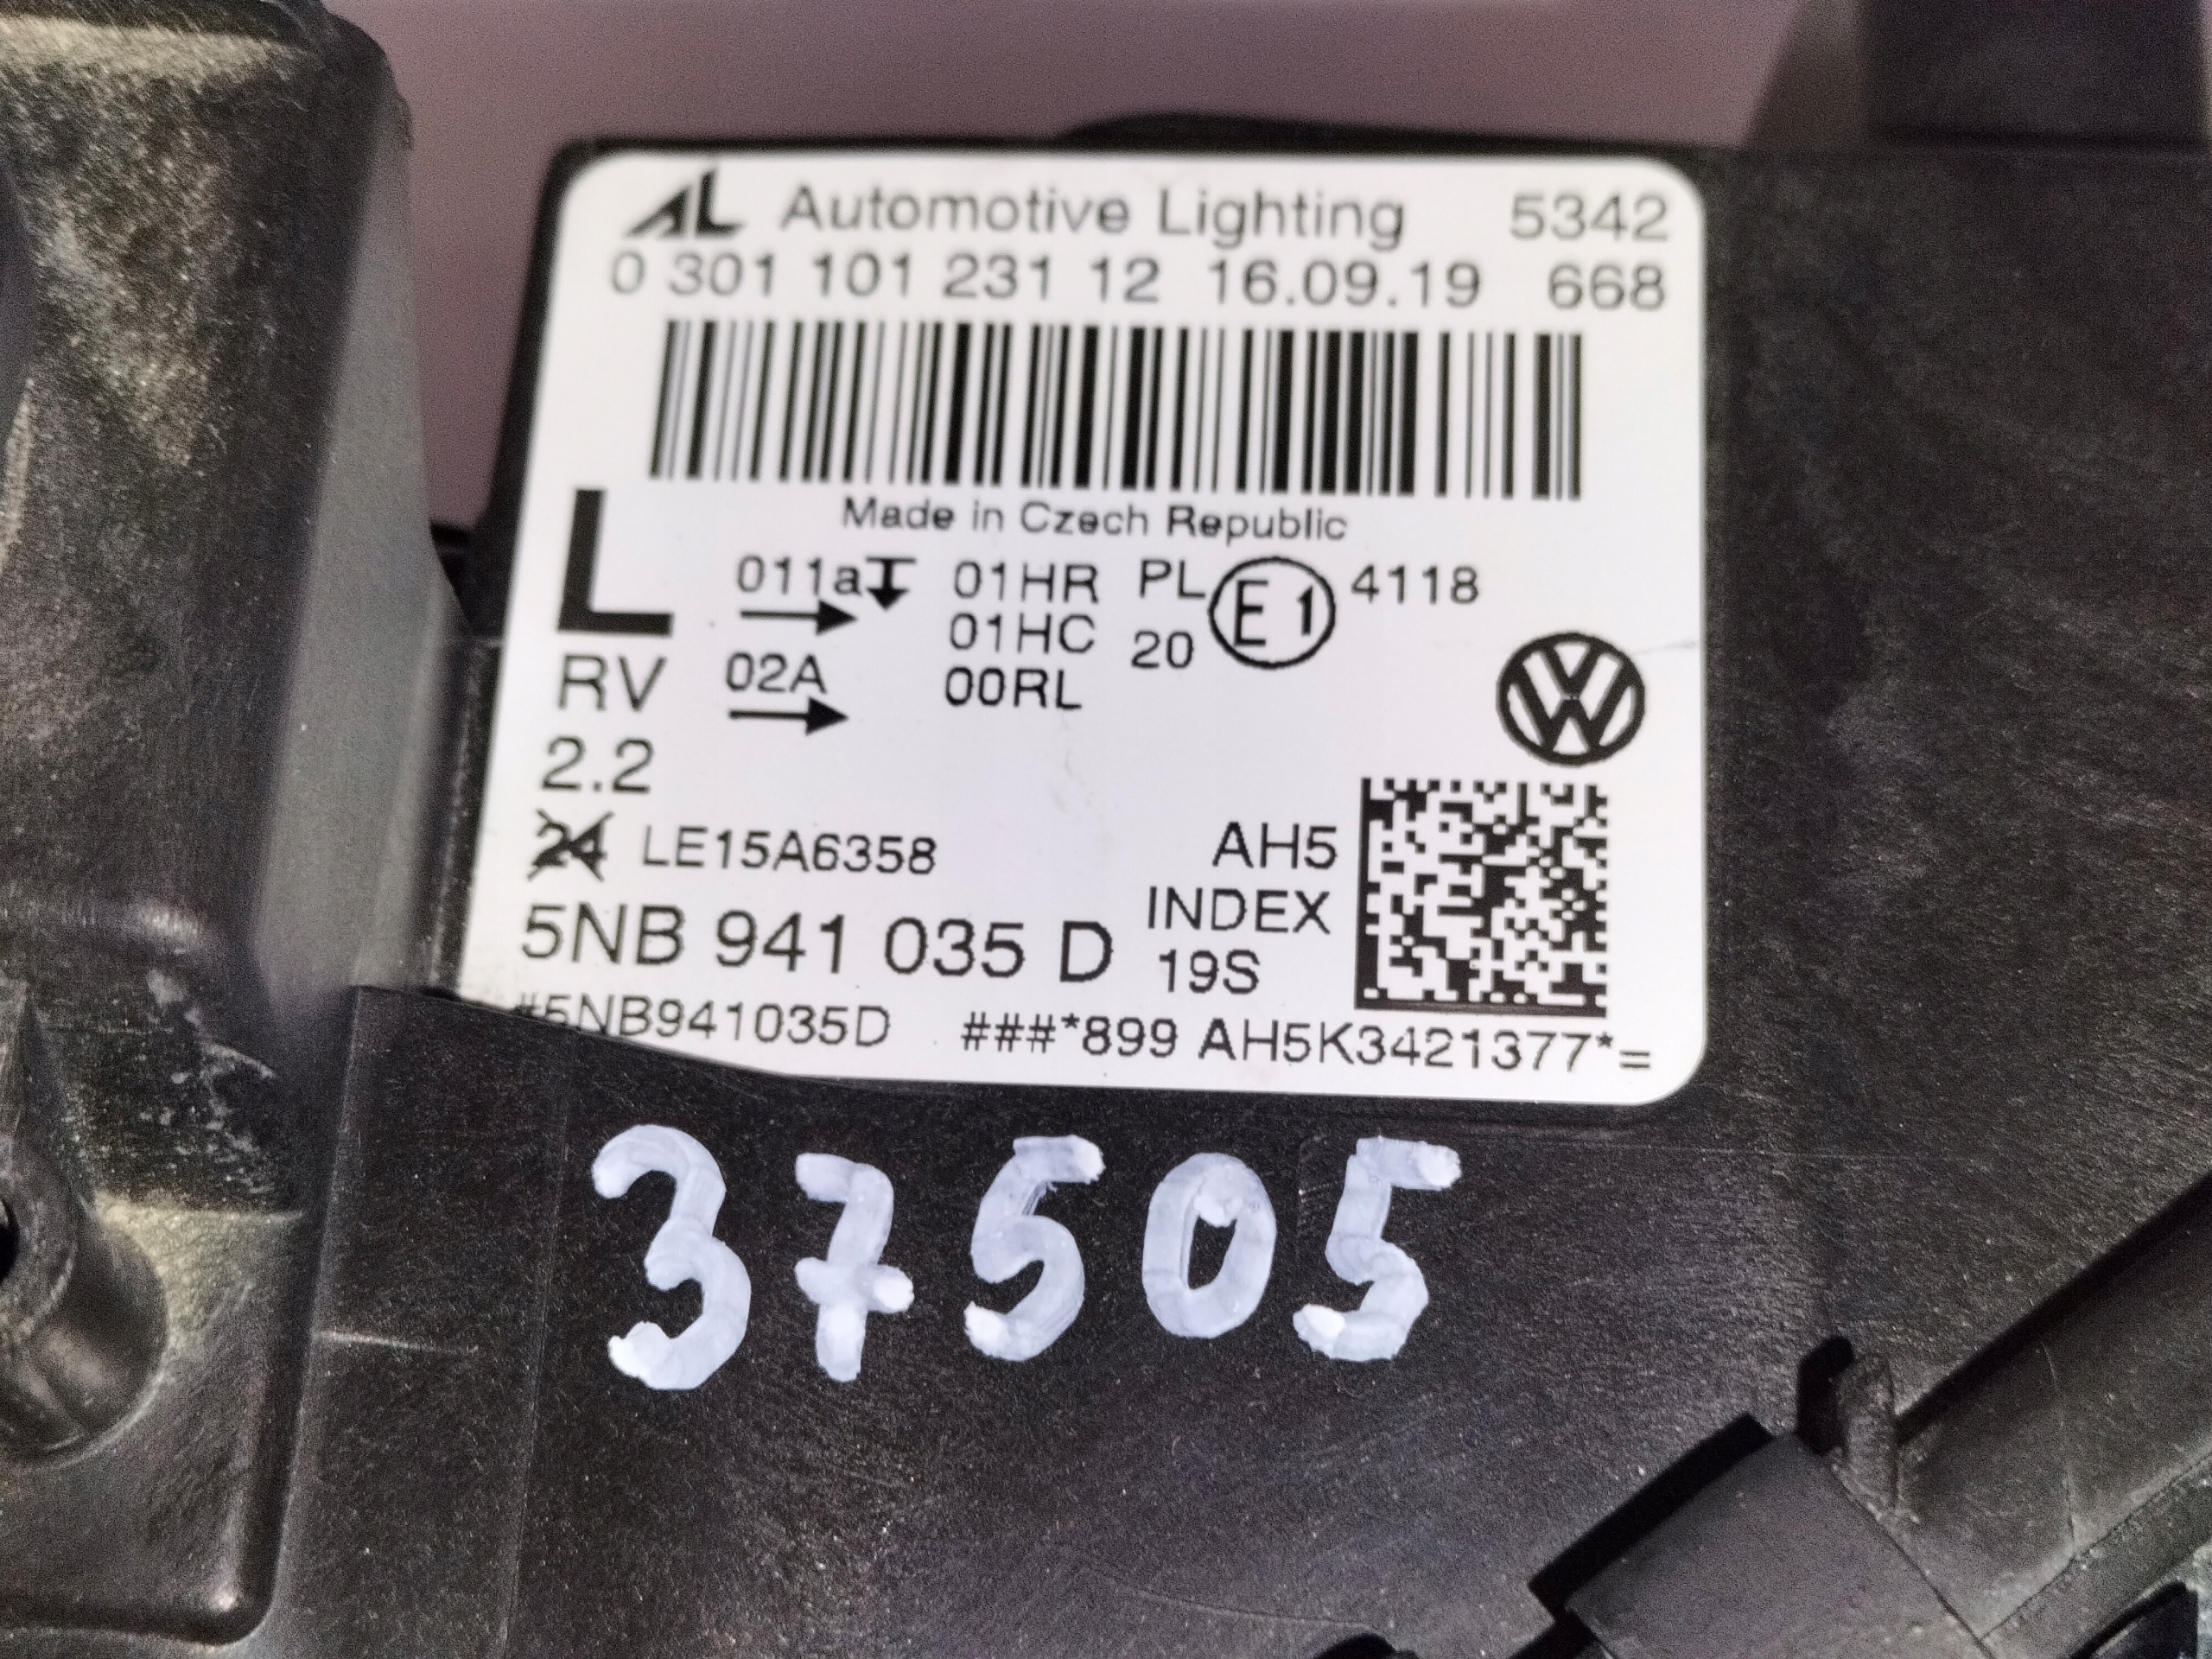 AL Automotive Lighting 5342
0 301 101 231 12 16.09.19 668
Made in Czech Republic
L 011a 01HR PL E1 4118
01HC 20
RV 02A 00RL
2.2
24 LE15A6358 AH5
5NB 941 035 D INDEX
19S
#5NB941035D ###*899 AH5K3421377*=
37505